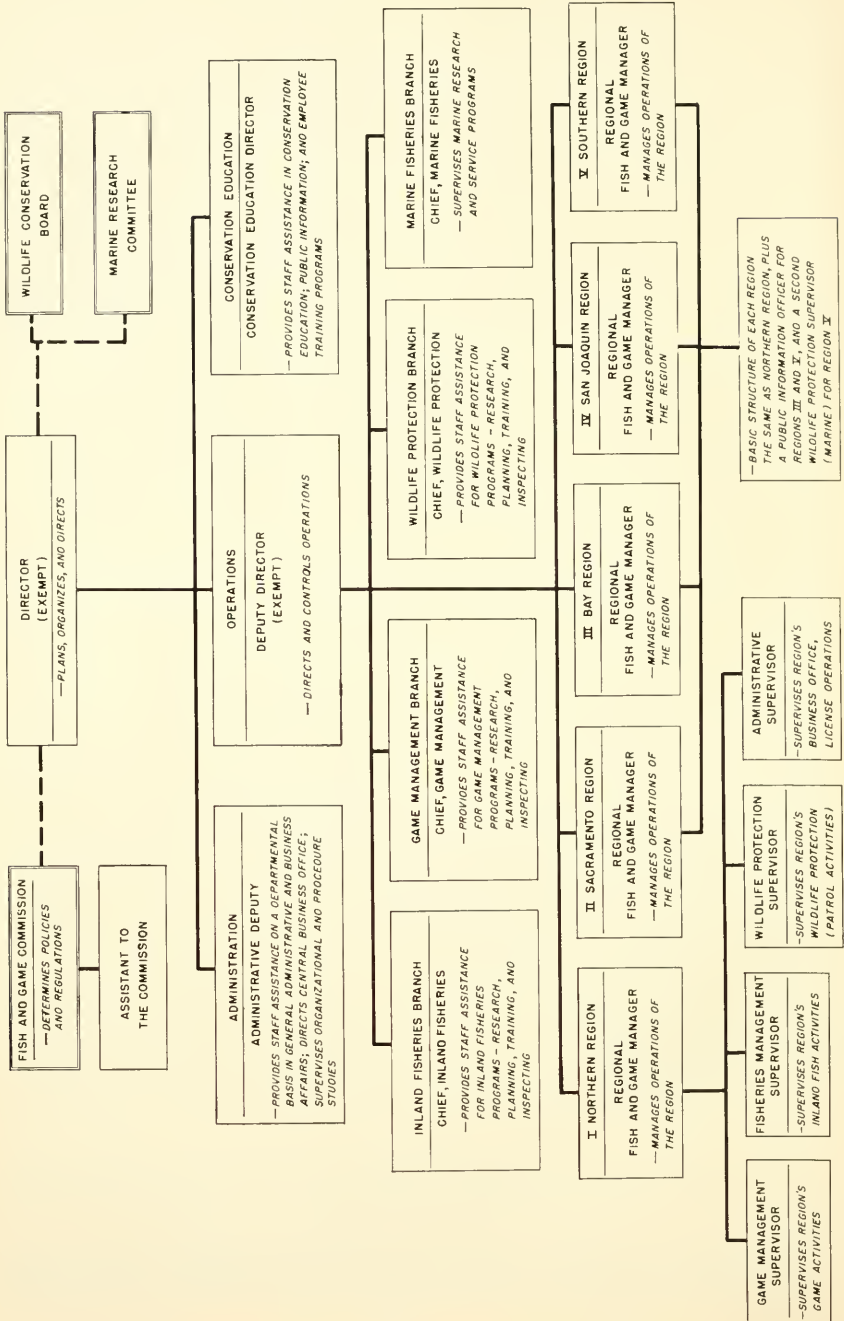 FISH AND GAME COMMISSION
—DETERMINES POLICIES
AND REGULATIONS
ASSISTANT TO
THE COMMISSION
DIRECTOR
(EXEMPT)
—PLANS, ORGANIZES, AND DIRECTS
WILDLIFE CONSERVATION
BOARD
MARINE RESEARCH
COMMITTEE
ADMINISTRATION
ADMINISTRATIVE DEPUTY
—PROVIDES STAFF ASSISTANCE ON A DEPARTMENTAL
BASIS IN GENERAL ADMINISTRATIVE AND BUSINESS
AFFAIRS; DIRECTS CENTRAL BUSINESS OFFICE;
SUPERVISES ORGANIZATIONAL AND PROCEDURE
STUDIES
OPERATIONS
DEPUTY DIRECTOR
(EXEMPT)
—DIRECTS AND CONTROLS OPERATIONS
CONSERVATION EDUCATION
CONSERVATION EDUCATION DIRECTOR
—PROVIDES STAFF ASSISTANCE IN CONSERVATION
EDUCATION; PUBLIC INFORMATION; AND EMPLOYEE
TRAINING PROGRAMS
INLAND FISHERIES BRANCH
CHIEF, INLAND FISHERIES
—PROVIDES STAFF ASSISTANCE
FOR INLAND FISHERIES
PROGRAMS – RESEARCH,
PLANNING, TRAINING, AND
INSPECTING
GAME MANAGEMENT BRANCH
CHIEF, GAME MANAGEMENT
—PROVIDES STAFF ASSISTANCE
FOR GAME MANAGEMENT
PROGRAMS – RESEARCH,
PLANNING, TRAINING, AND
INSPECTING
WILDLIFE PROTECTION BRANCH
CHIEF, WILDLIFE PROTECTION
—PROVIDES STAFF ASSISTANCE
FOR WILDLIFE PROTECTION
PROGRAMS – RESEARCH,
PLANNING, TRAINING, AND
INSPECTING
MARINE FISHERIES BRANCH
CHIEF, MARINE FISHERIES
—SUPERVISES MARINE RESEARCH
AND SERVICE PROGRAMS
I NORTHERN REGION
REGIONAL
FISH AND GAME MANAGER
—MANAGES OPERATIONS OF
THE REGION
II SACRAMENTO REGION
REGIONAL
FISH AND GAME MANAGER
—MANAGES OPERATIONS OF
THE REGION
III BAY REGION
REGIONAL
FISH AND GAME MANAGER
—MANAGES OPERATIONS OF
THE REGION
IV SAN JOAQUIN REGION
REGIONAL
FISH AND GAME MANAGER
—MANAGES OPERATIONS OF
THE REGION
V SOUTHERN REGION
REGIONAL
FISH AND GAME MANAGER
—MANAGES OPERATIONS OF
THE REGION
GAME MANAGEMENT
SUPERVISOR
—SUPERVISES REGION'S
GAME ACTIVITIES
FISHERIES MANAGEMENT
SUPERVISOR
—SUPERVISES REGION'S
INLAND FISH ACTIVITIES
WILDLIFE PROTECTION
SUPERVISOR
—SUPERVISES REGION'S
WILDLIFE PROTECTION
(PATROL ACTIVITIES)
ADMINISTRATIVE
SUPERVISOR
—SUPERVISES REGION'S
BUSINESS OFFICE,
LICENSE OPERATIONS
—BASIC STRUCTURE OF EACH REGION
THE SAME AS NORTHERN REGION, PLUS
A PUBLIC INFORMATION OFFICER FOR
REGIONS III AND V, AND A SECOND
WILDLIFE PROTECTION SUPERVISOR
(MARINE) FOR REGION V